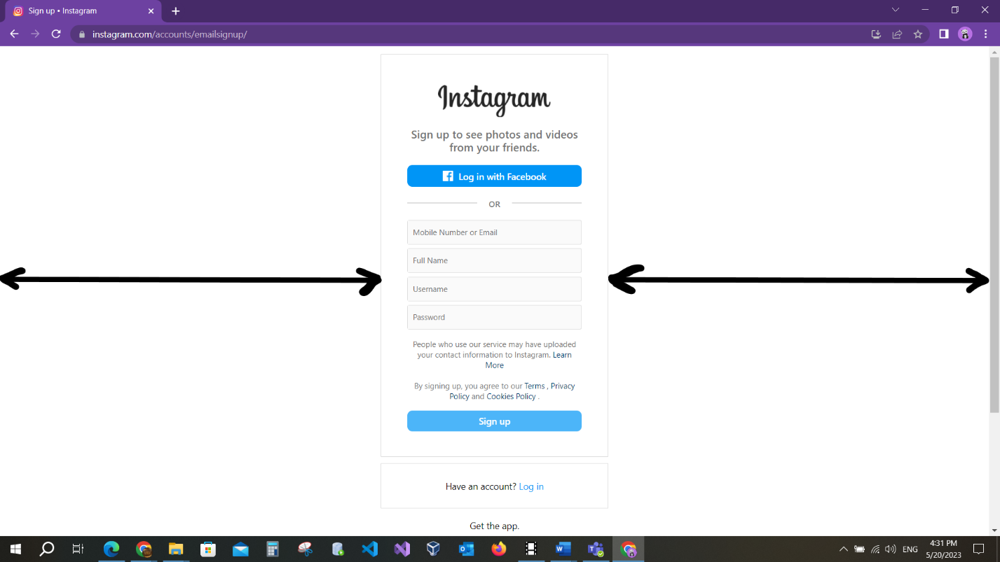 Sign up • Instagram
instagram.com/accounts/emailsignup/
Instagram
Sign up to see photos and videos
from your friends.
Log in with Facebook
OR
Mobile Number or Email
Full Name
Username
Password
People who use our service may have uploaded
your contact information to Instagram. Learn
More
By signing up, you agree to our Terms , Privacy
Policy and Cookies Policy .
Sign up
Have an account? Log in
Get the app.
ENG
4:31 PM
5/20/2023